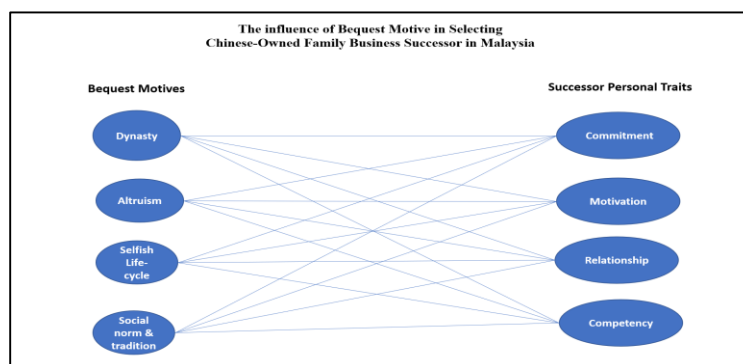 The influence of Bequest Motive in Selecting
Chinese-Owned Family Business Successor in Malaysia
Bequest Motives
Successor Personal Traits
Dynasty
Commitment
Altruism
Motivation
Selfish
Life-
cycle
Relationship
Social
norm &
tradition
Competency